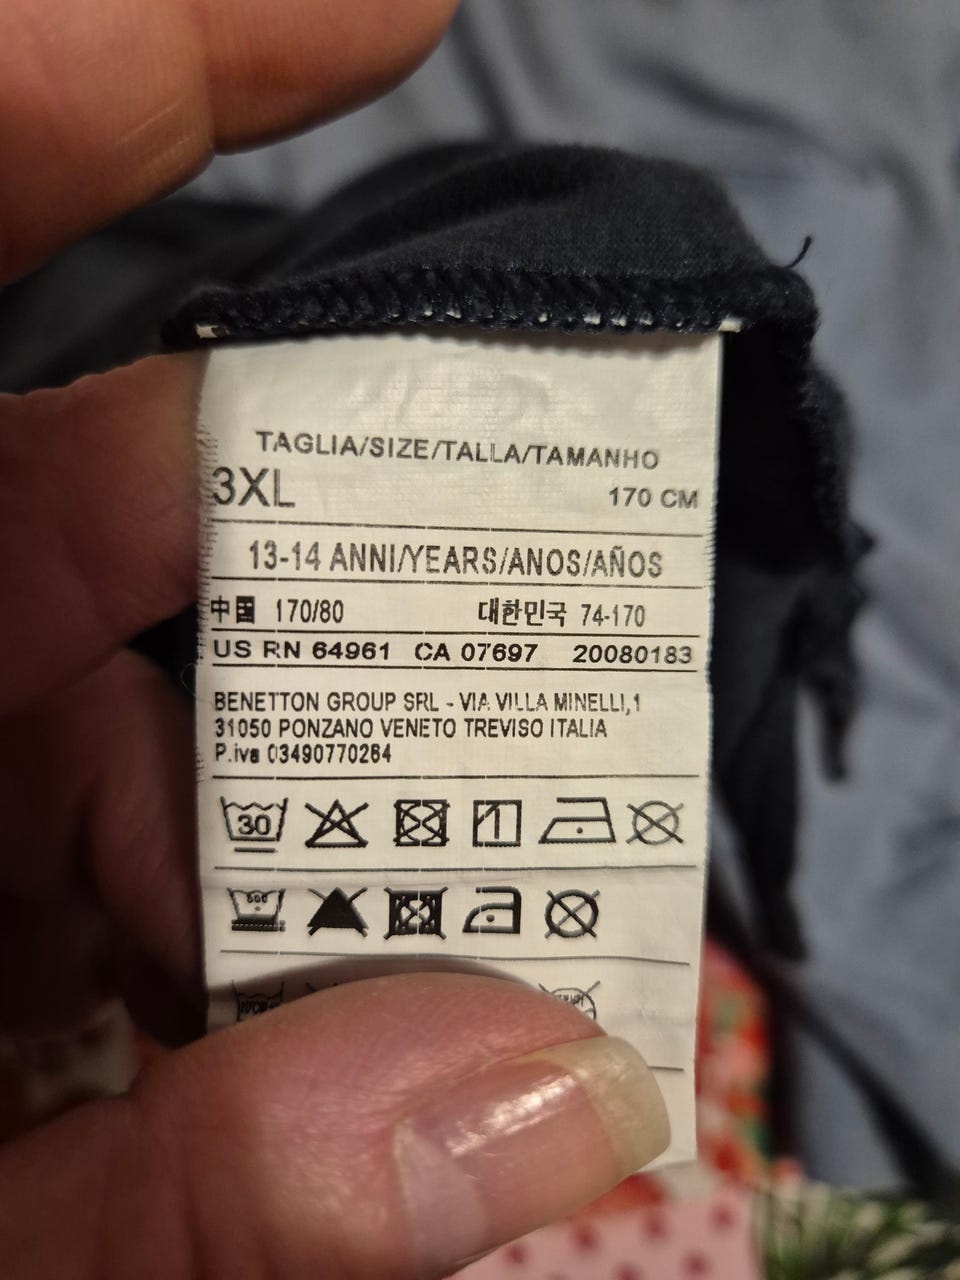 TAGLIA/SIZE/TALLA/TAMANHO
3XL 170 CM
13-14 ANNI/YEARS/ANOS/AÑOS
中国 170/80 대한민국 74-170
US RN 64961 CA 07697 20080183
BENETTON GROUP SRL - VIA VILLA MINELLI,1
31050 PONZANO VENETO TREVISO ITALIA
P.iva 03490770264
30